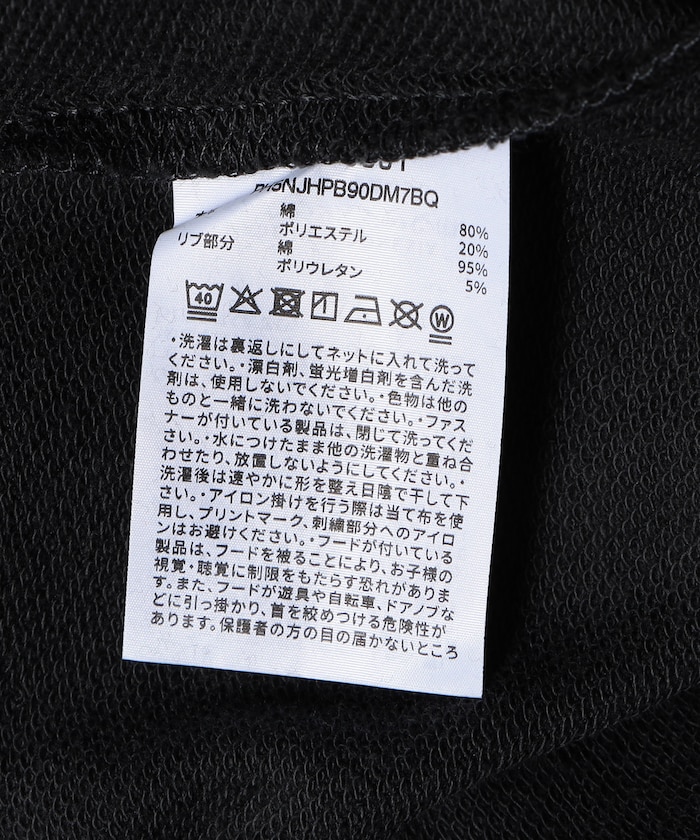 綿 80%
ポリエステル 20%
リブ部分 綿 95%
ポリウレタン 5%
40 W
・洗濯は裏返しにしてネットに入れて洗って
ください。・漂白剤、蛍光増白剤を含んだ洗
剤は、使用しないでください。・色物は他の
ものと一緒に洗わないでください。・ファス
ナーが付いている製品は、閉じて洗ってくだ
さい。・水につけたまま他の洗濯物と重ね合
わせたり、放置しないようにしてください。・
洗濯後は速やかに形を整え日陰で干して下
さい。・アイロン掛けを行う際は当て布を使
用し、プリントマーク、刺繍部分へのアイロ
ンはお避けください。・フードが付いている
製品は、フードを被ることにより、お子様の
視覚・聴覚に制限をもたらす恐れがありま
す。また、フードが遊具や自転車、ドアノブな
どに引っ掛かり、首を絞めつける危険性が
あります。保護者の方の目の届かないところ